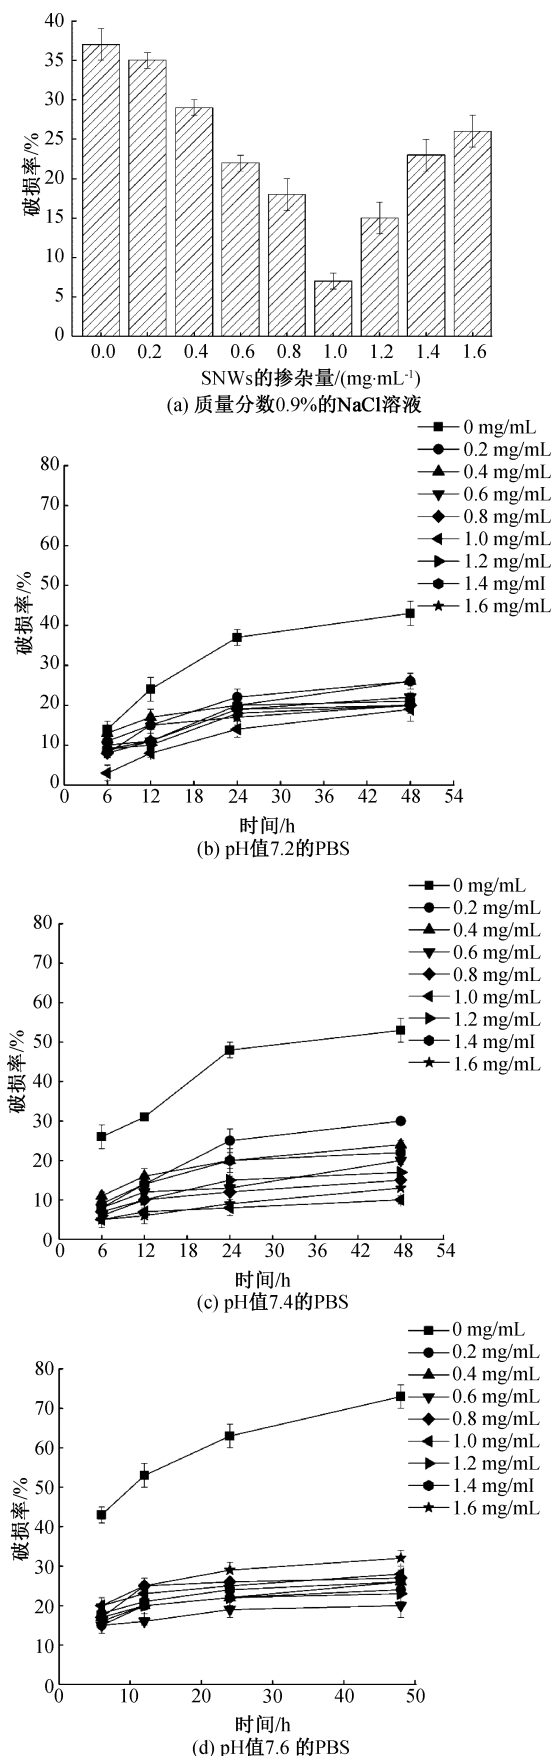 40
35
30
25
20
15
10
5
0
破损率/%
0.0 0.2 0.4 0.6 0.8 1.0 1.2 1.4 1.6
SNWs的掺杂量/(mg·mL⁻¹)
(a) 质量分数0.9%的NaCl溶液
0 mg/mL
0.2 mg/mL
0.4 mg/mL
0.6 mg/mL
0.8 mg/mL
1.0 mg/mL
1.2 mg/mL
1.4 mg/ml
1.6 mg/mL
80
70
60
50
40
30
20
10
0
破损率/%
0 6 12 18 24 30 36 42 48 54
时间/h
(b) pH值7.2的PBS
0 mg/mL
0.2 mg/mL
0.4 mg/mL
0.6 mg/mL
0.8 mg/mL
1.0 mg/mL
1.2 mg/mL
1.4 mg/ml
1.6 mg/mL
80
70
60
50
40
30
20
10
0
破损率/%
0 6 12 18 24 30 36 42 48 54
时间/h
(c) pH值7.4的PBS
0 mg/mL
0.2 mg/mL
0.4 mg/mL
0.6 mg/mL
0.8 mg/mL
1.0 mg/mL
1.2 mg/mL
1.4 mg/ml
1.6 mg/mL
80
70
60
50
40
30
20
10
0
破损率/%
0 10 20 30 40 50
时间/h
(d) pH值7.6 的PBS